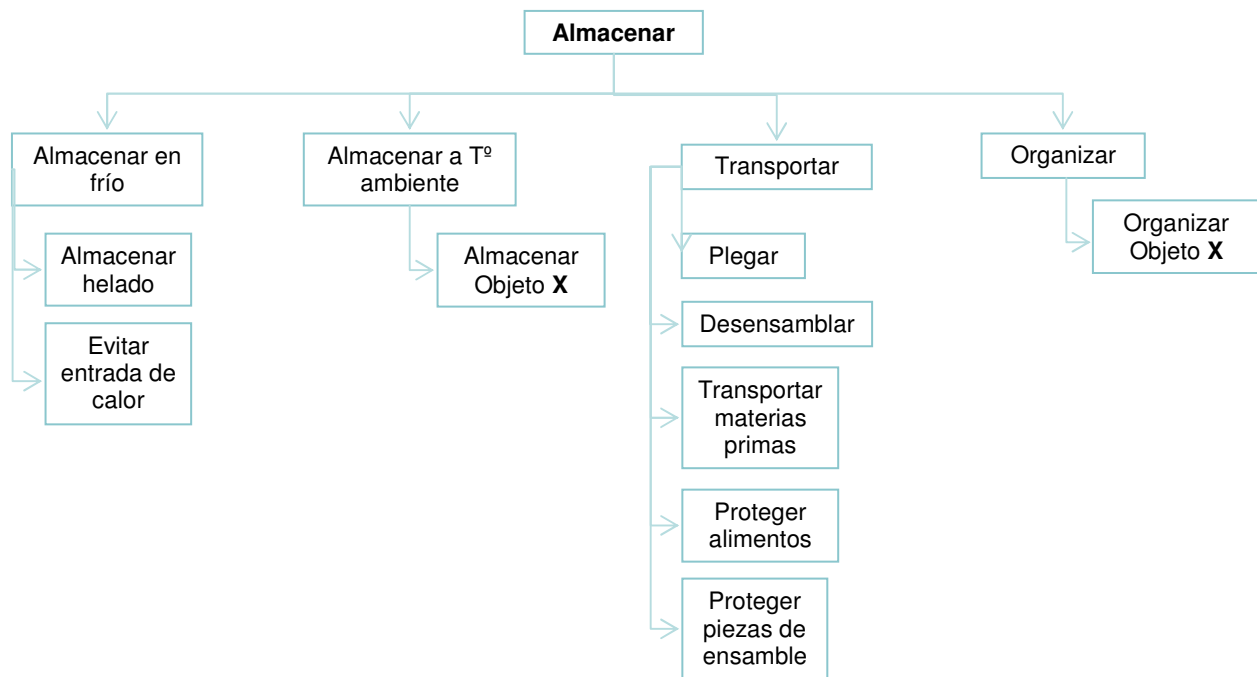 Almacenar
Almacenar en
frío
Almacenar
helado
Evitar
entrada de
calor
Almacenar a Tº
ambiente
Almacenar
Objeto X
Transportar
Plegar
Desensamblar
Transportar
materias
primas
Proteger
alimentos
Proteger
piezas de
ensamble
Organizar
Organizar
Objeto X